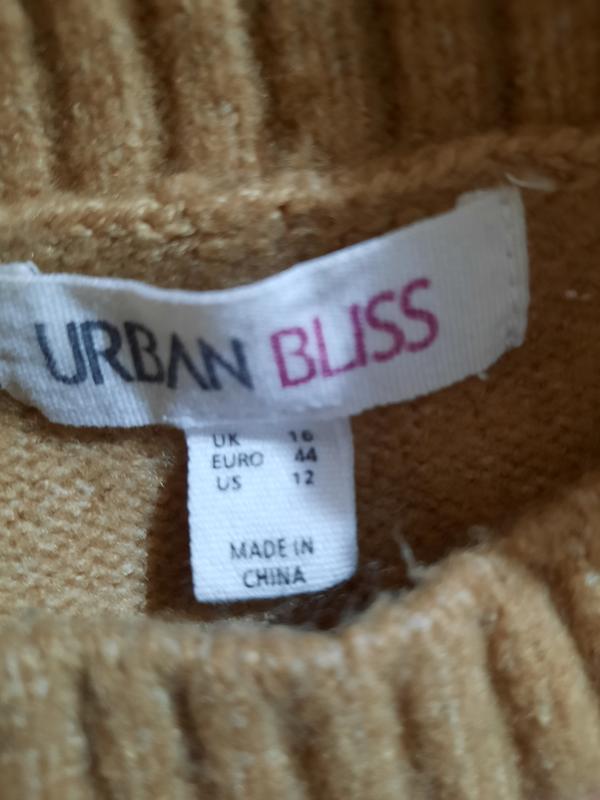 URBAN BLISS
UK 16
EURO 44
US 12
MADE IN
CHINA